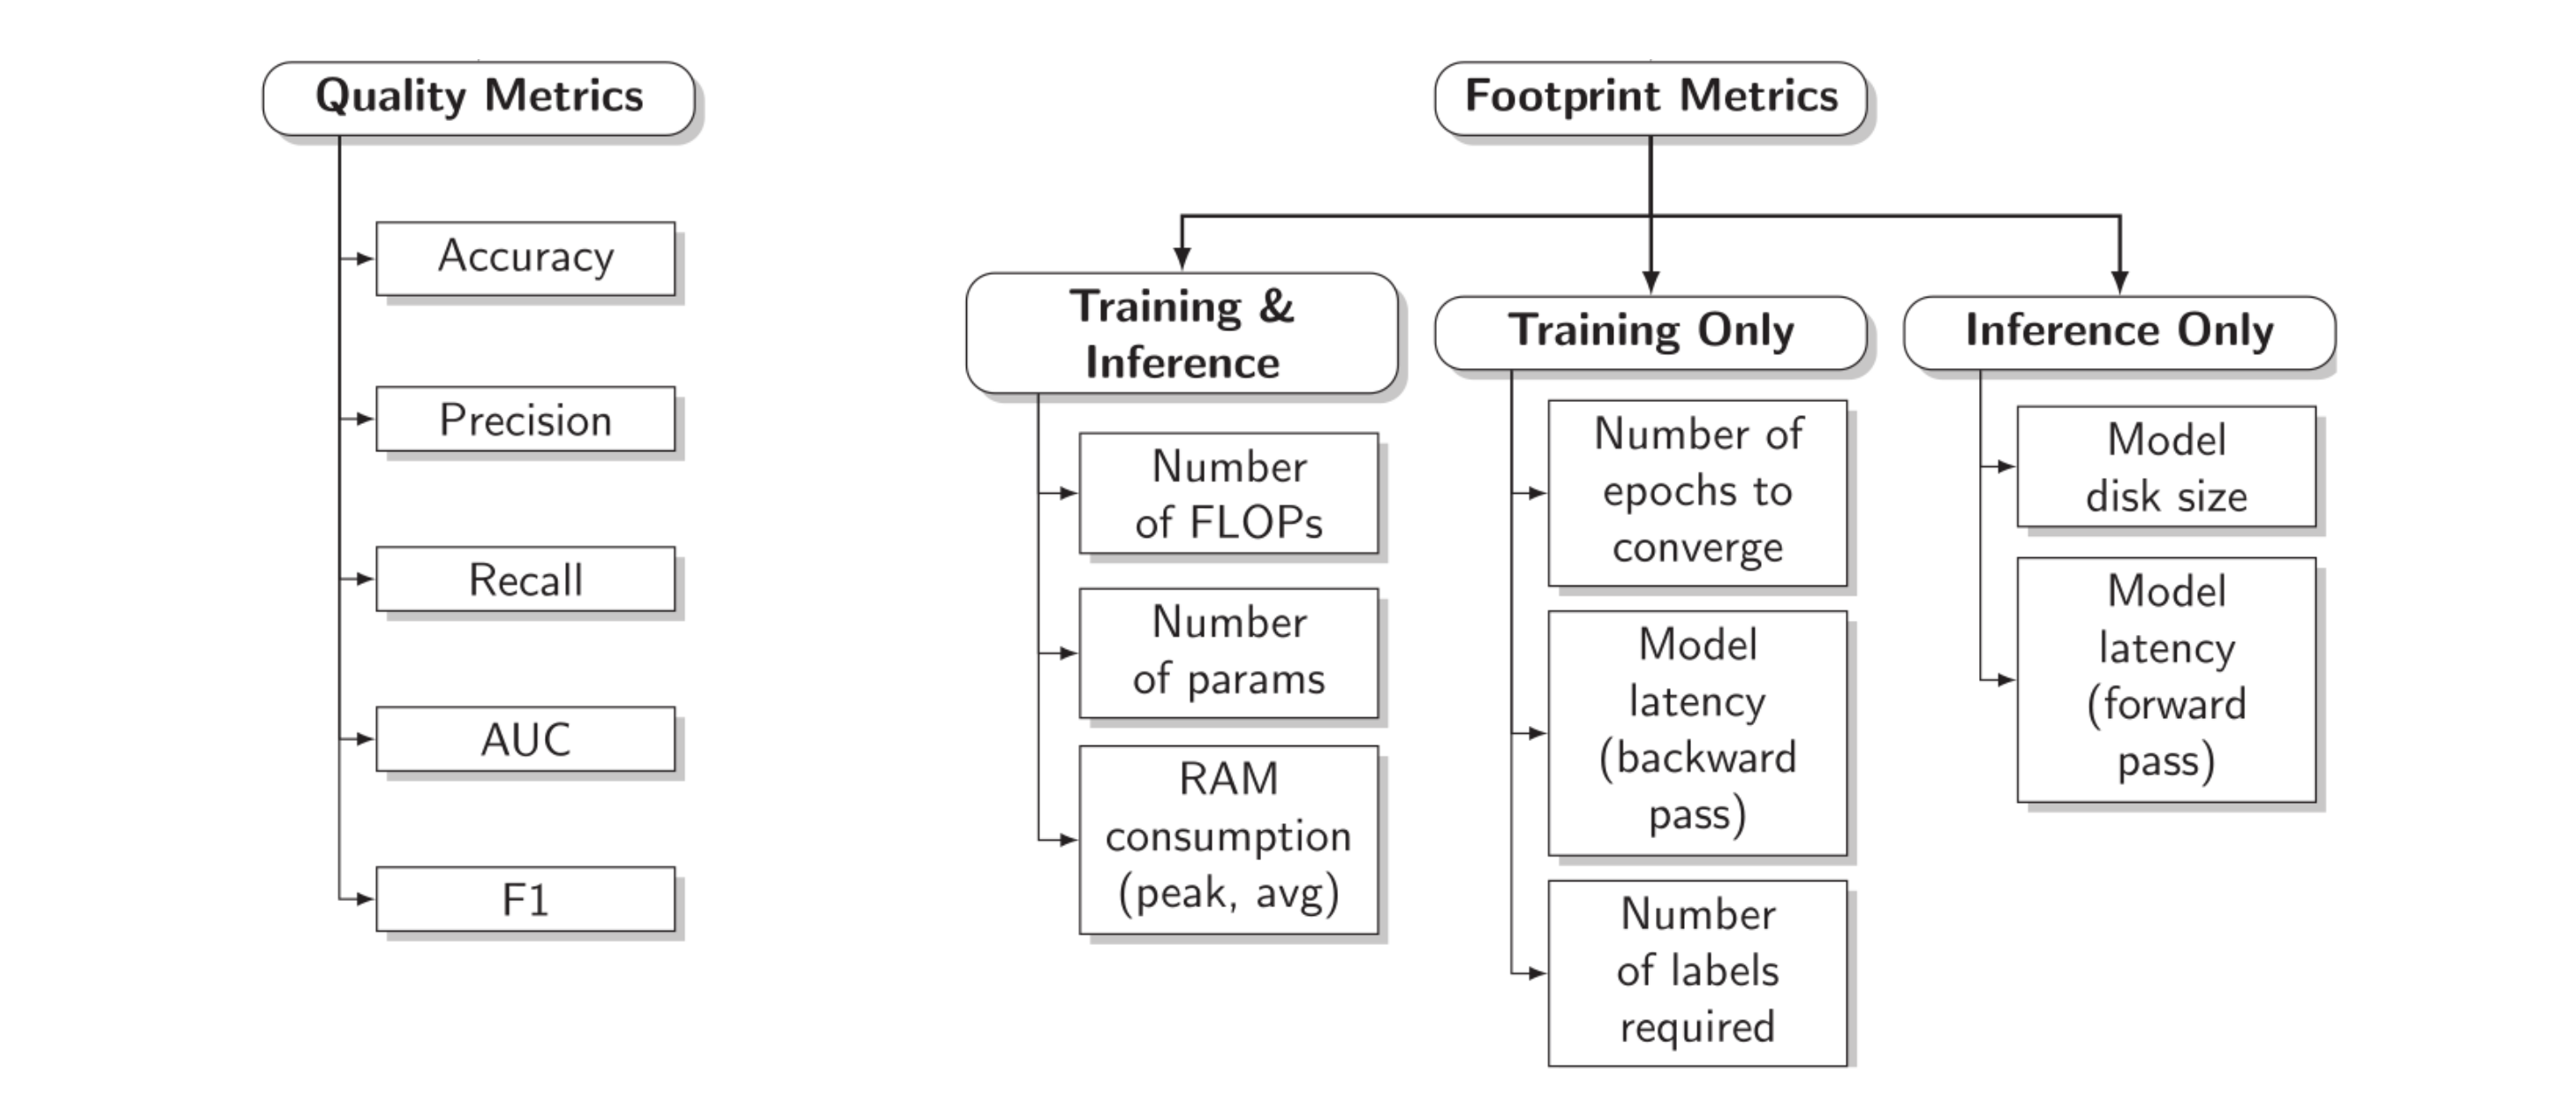 Quality Metrics
Accuracy
Precision
Recall
AUC
F1
Footprint Metrics
Training &
Inference
Number
of FLOPs
Number
of params
RAM
consumption
(peak, avg)
Training Only
Number of
epochs to
converge
Model
latency
(backward
pass)
Number
of labels
required
Inference Only
Model
disk size
Model
latency
(forward
pass)